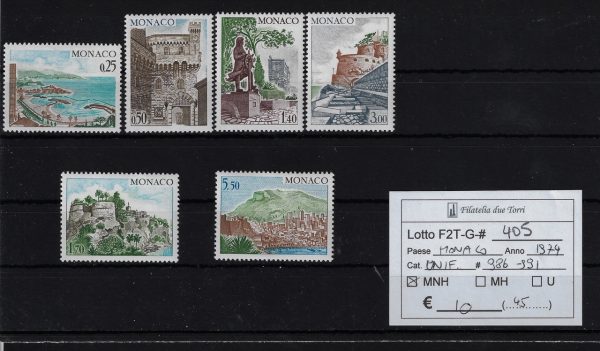 MONACO
0.25
MONACO
0.50
MONACO
1.40
MONACO
3.00
MONACO
1.10
MONACO
5.50
Filatelia due Torri
Lotto F2T-G-# 405
Paese MONACO Anno 1974
Cat. UNIF. # 986-991
MNH MH U
€ 10 (45)